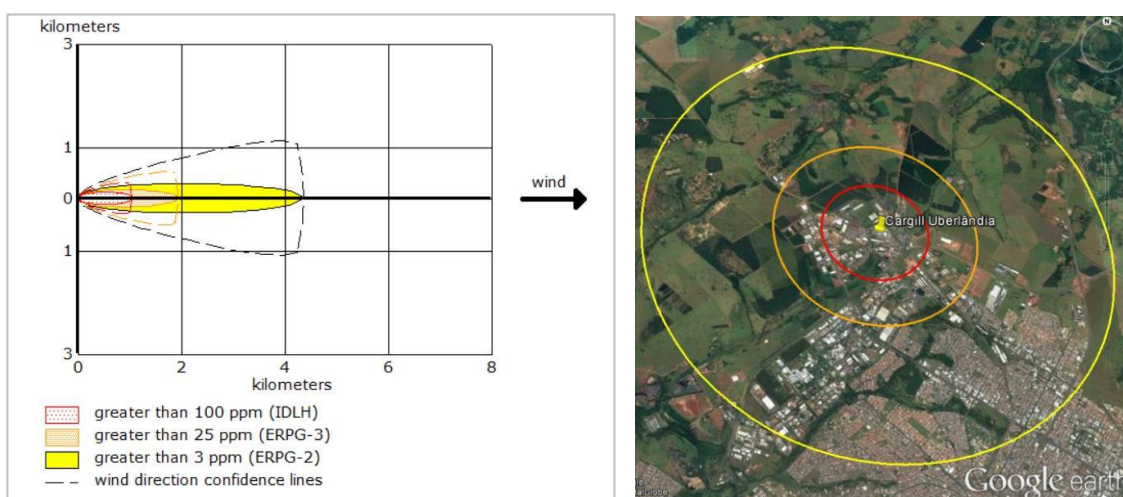 kilometers
3
1
0
1
3
0 2 4 6 8
kilometers
wind
greater than 100 ppm (IDLH)
greater than 25 ppm (ERPG-3)
greater than 3 ppm (ERPG-2)
wind direction confidence lines
N
Cargill Uberlândia
Google earth